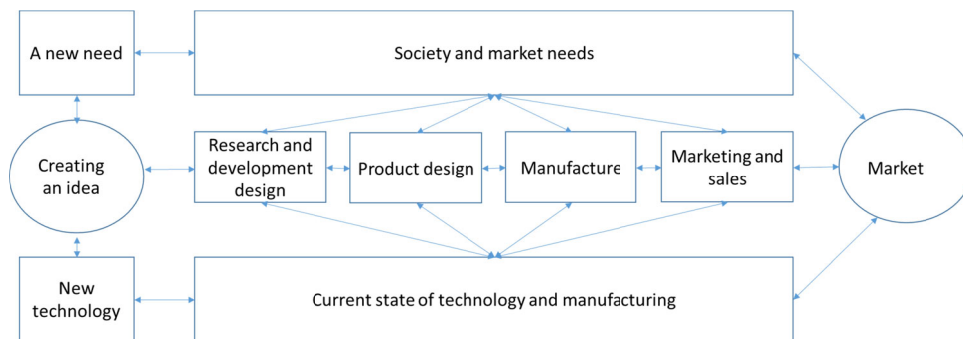 A new need
Society and market needs
Creating
an idea
Research and
development
design
Product design
Manufacture
Marketing and
sales
Market
New
technology
Current state of technology and manufacturing